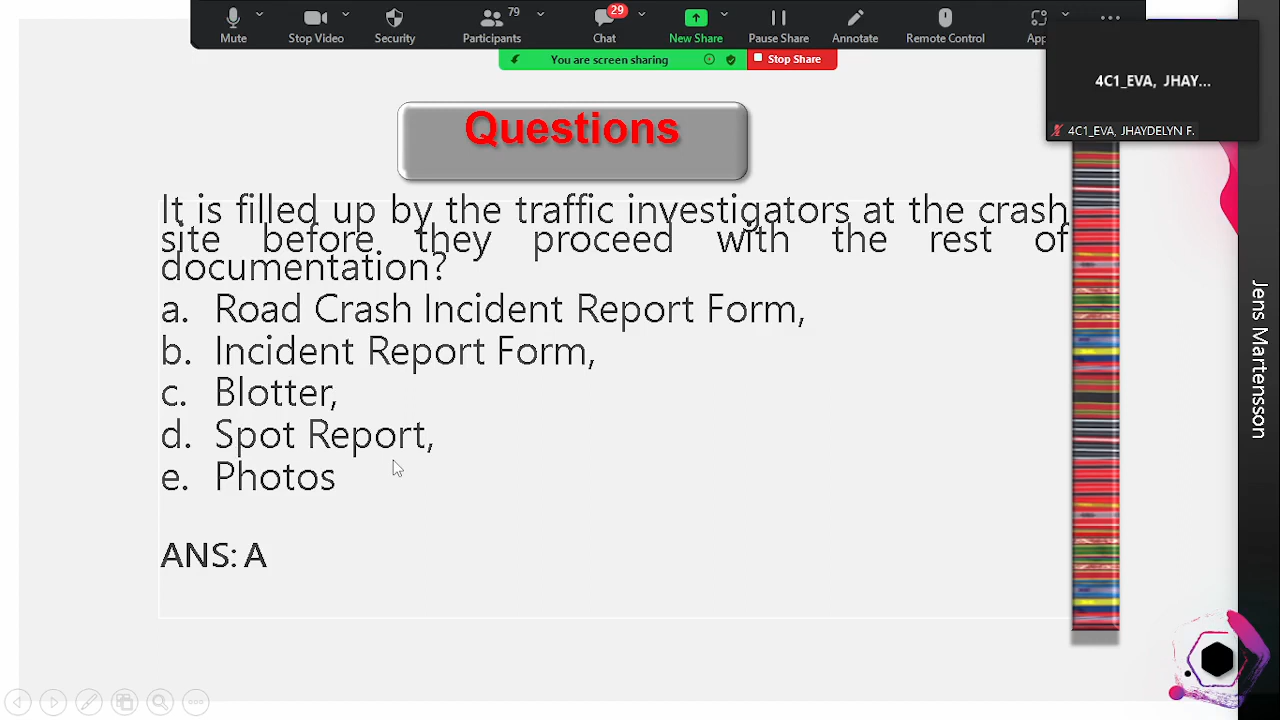 Mute
Stop Video
Security
79
Participants
29
Chat
New Share
Pause Share
Annotate
Remote Control
App
You are screen sharing
Stop Share
4C1_EVA, JHAY...
4C1_EVA, JHAYDELYN F.
Questions
It is filled up by the traffic investigators at the crash
site before they proceed with the rest of
documentation?
a. Road Crash Incident Report Form,
b. Incident Report Form,
c. Blotter,
d. Spot Report,
e. Photos
ANS: A
Jens Martensson